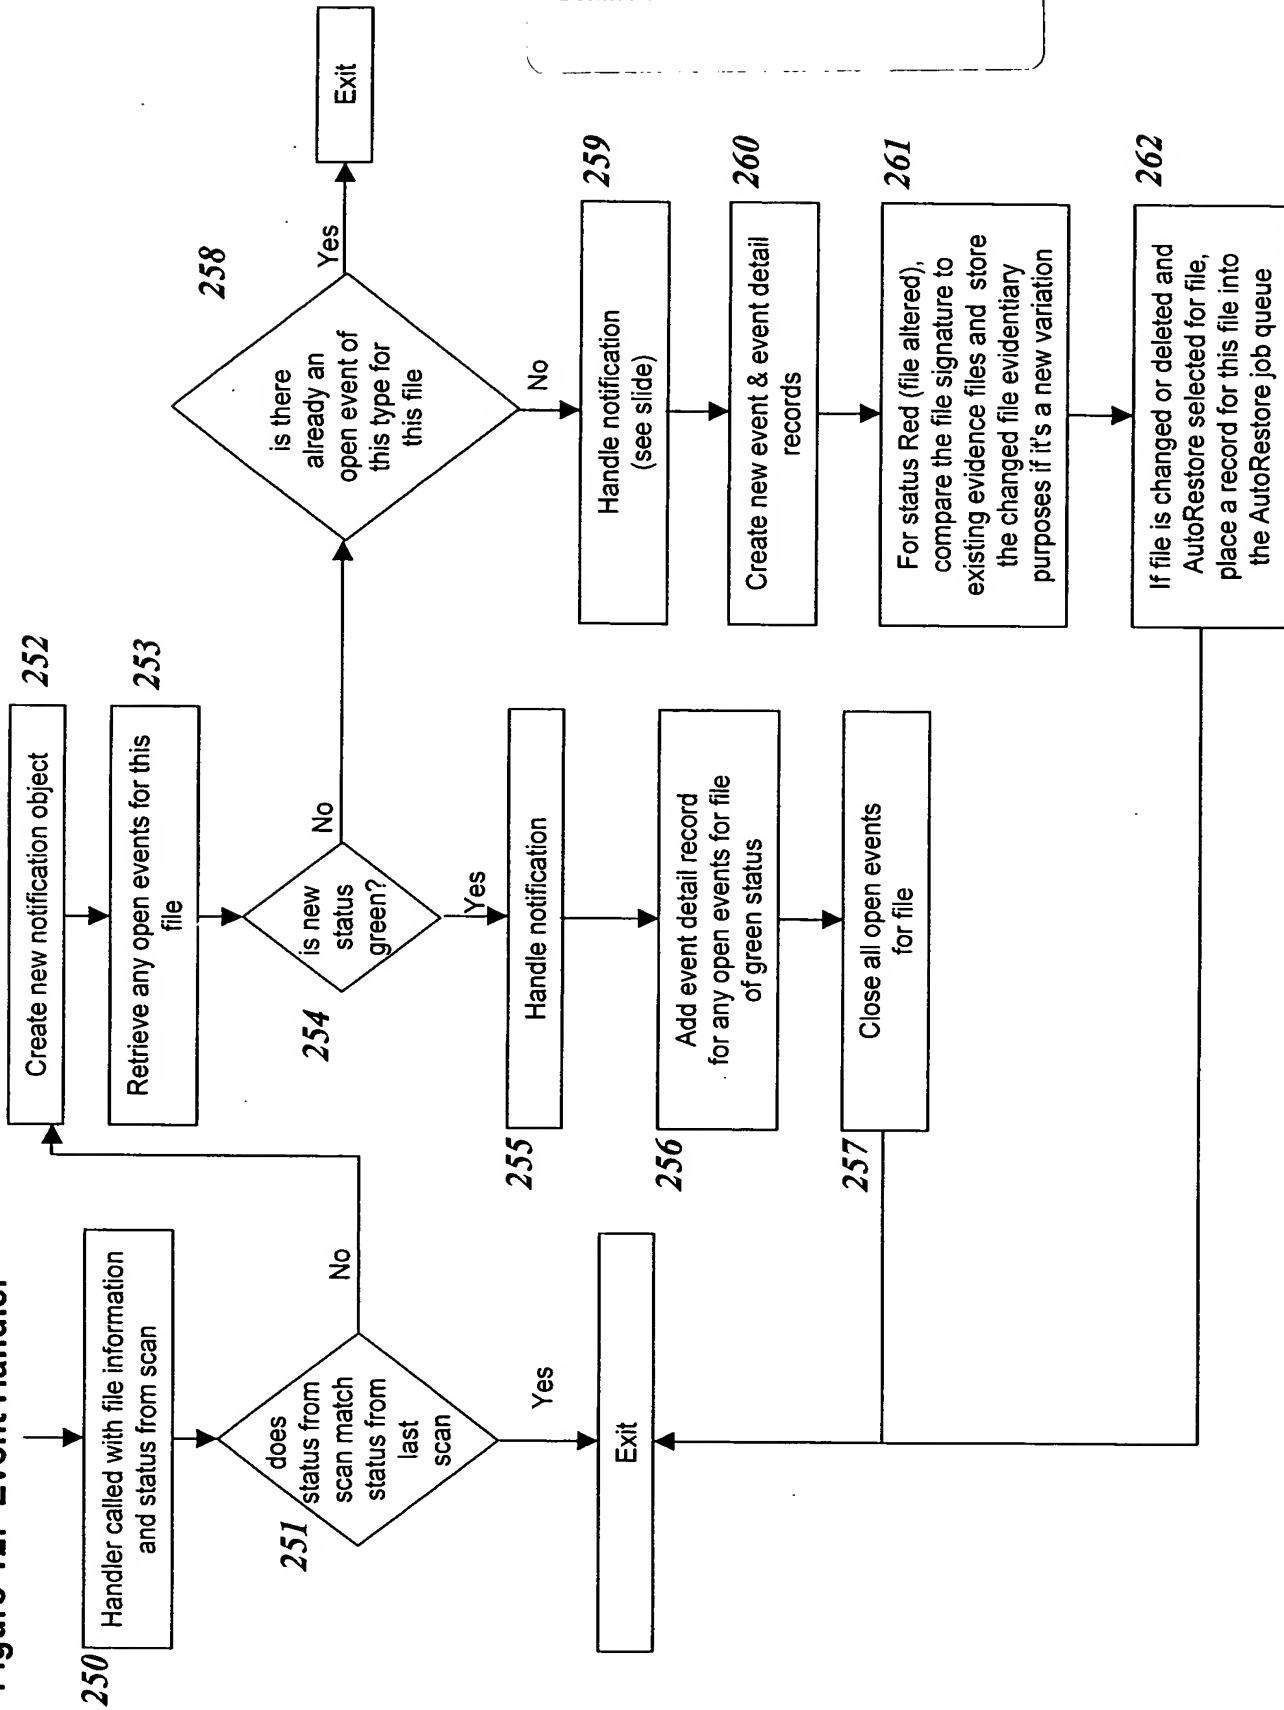 Event Handler
250
Handler called with file information
and status from scan
251
does
status from
scan match
status from
last
scan
No
Yes
Exit
252
Create new notification object
253
Retrieve any open events for this
file
254
is new
status
green?
No
Yes
255
Handle notification
256
Add event detail record
for any open events for file
of green status
257
Close all open events
for file
258
is there
already an
open event of
this type for
this file
Yes
Exit
No
259
Handle notification
(see slide)
260
Create new event & event detail
records
261
For status Red (file altered),
compare the file signature to
existing evidence files and store
the changed file evidentiary
purposes if it's a new variation
262
If file is changed or deleted and
AutoRestore selected for file,
place a record for this file into
the AutoRestore job queue